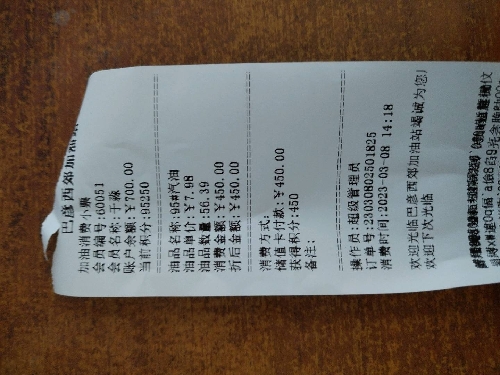 巴彦西郊加油站
加油消费小票
会员编号:60051
会员名称:于淼
账户余额:￥700.00
当前积分:95250
油品名称:95#汽油
油品单价:￥7.98
油品数量:56.39
消费金额:￥450.00
折后金额:￥450.00
消费方式:
储值卡付款:￥450.00
获得积分:450
备注:
操作员:超级管理员
订单号:23030802501825
消费时间:2023-03-08 14:18
欢迎光临巴彦西郊加油站竭诚为您
欢迎下次光临